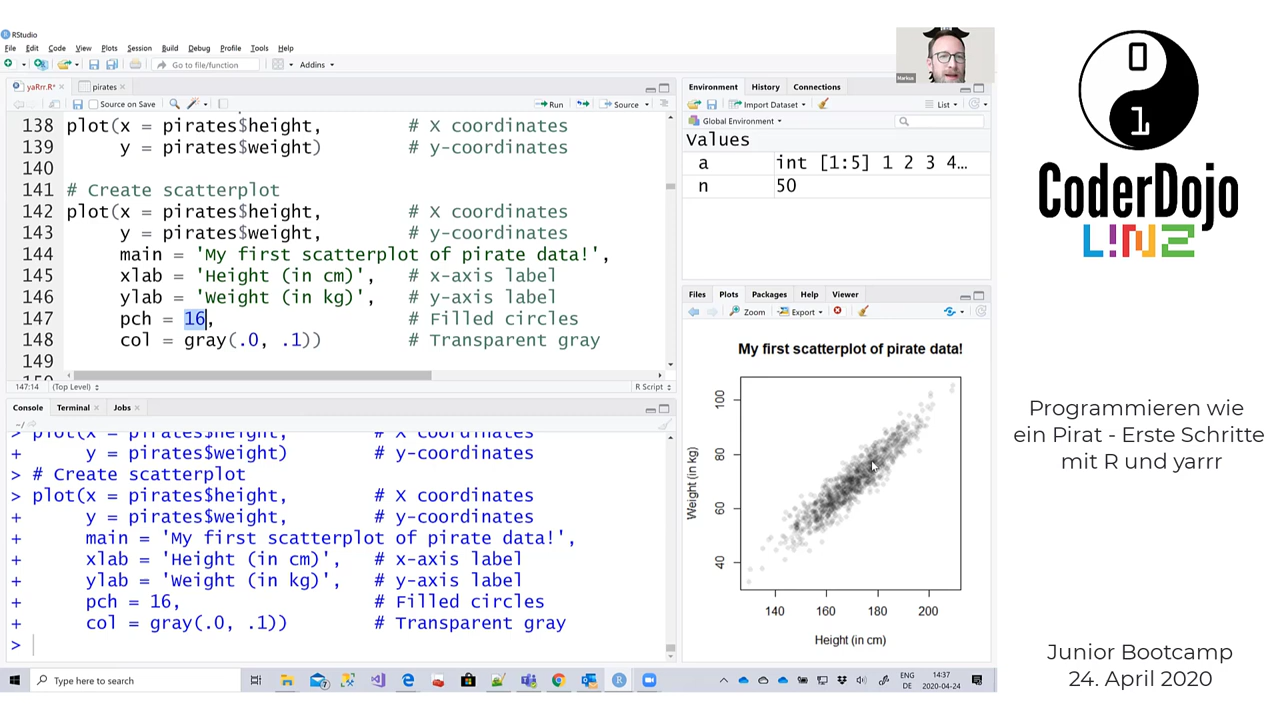 RStudio
File Edit Code View Plots Session Build Debug Profile Tools Help
Go to file/function Addins
Markus
yaRrr.R* × pirates ×
Source on Save Run Source
138 plot(x = pirates$height, # X coordinates
139 y = pirates$weight) # y-coordinates
140
141 # Create scatterplot
142 plot(x = pirates$height, # X coordinates
143 y = pirates$weight, # y-coordinates
144 main = 'My first scatterplot of pirate data!',
145 xlab = 'Height (in cm)', # x-axis label
146 ylab = 'Weight (in kg)', # y-axis label
147 pch = 16, # Filled circles
148 col = gray(.0, .1)) # Transparent gray
149
147:14 (Top Level) R Script
Console Terminal × Jobs ×
~/
> plot(x = pirates$height, # X coordinates
+ y = pirates$weight) # y-coordinates
> # Create scatterplot
> plot(x = pirates$height, # X coordinates
+ y = pirates$weight, # y-coordinates
+ main = 'My first scatterplot of pirate data!',
+ xlab = 'Height (in cm)', # x-axis label
+ ylab = 'Weight (in kg)', # y-axis label
+ pch = 16, # Filled circles
+ col = gray(.0, .1)) # Transparent gray
>
Environment History Connections
Import Dataset List
Global Environment
Values
a int [1:5] 1 2 3 4…
n 50
Files Plots Packages Help Viewer
Zoom Export
My first scatterplot of pirate data!
Weight (in kg)
100
80
60
40
140 160 180 200
Height (in cm)
Type here to search
ENG 14:37
DE 2020-04-24
0
1
CoderDojo
L!NZ
Programmieren wie
ein Pirat - Erste Schritte
mit R und yarrr
Junior Bootcamp
24. April 2020